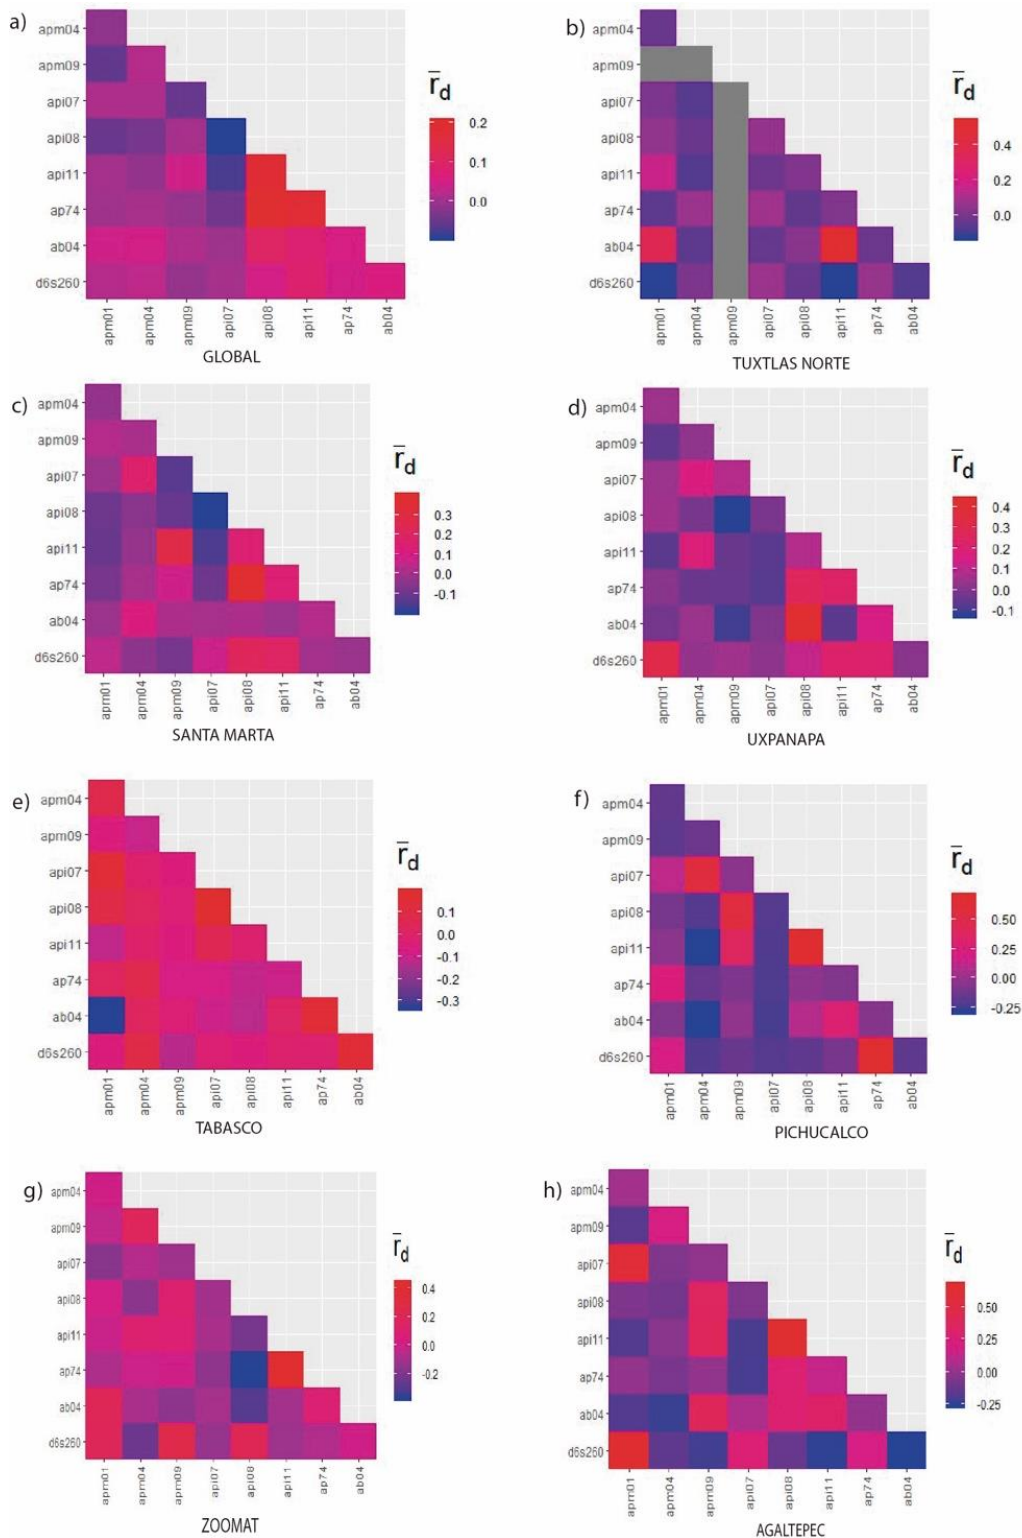 a)
apm04
apm09
api07
api08
api11
ap74
ab04
d6s260
apm01
apm04
apm09
api07
api08
api11
ap74
ab04
GLOBAL
r̅d
0.2
0.1
0.0
b)
apm04
apm09
api07
api08
api11
ap74
ab04
d6s260
apm01
apm04
apm09
api07
api08
api11
ap74
ab04
TUXTLAS NORTE
r̅d
0.4
0.2
0.0
c)
apm04
apm09
api07
api08
api11
ap74
ab04
d6s260
apm01
apm04
apm09
api07
api08
api11
ap74
ab04
SANTA MARTA
r̅d
0.3
0.2
0.1
0.0
-0.1
d)
apm04
apm09
api07
api08
api11
ap74
ab04
d6s260
apm01
apm04
apm09
api07
api08
api11
ap74
ab04
UXPANAPA
r̅d
0.4
0.3
0.2
0.1
0.0
-0.1
e)
apm04
apm09
api07
api08
api11
ap74
ab04
d6s260
apm01
apm04
apm09
api07
api08
api11
ap74
ab04
TABASCO
r̅d
0.1
0.0
-0.1
-0.2
-0.3
f)
apm04
apm09
api07
api08
api11
ap74
ab04
d6s260
apm01
apm04
apm09
api07
api08
api11
ap74
ab04
PICHUCALCO
r̅d
0.50
0.25
0.00
-0.25
g)
apm04
apm09
api07
api08
api11
ap74
ab04
d6s260
apm01
apm04
apm09
api07
api08
api11
ap74
ab04
ZOOMAT
r̅d
0.4
0.2
0.0
-0.2
h)
apm04
apm09
api07
api08
api11
ap74
ab04
d6s260
apm01
apm04
apm09
api07
api08
api11
ap74
ab04
AGALTEPEC
r̅d
0.50
0.25
0.00
-0.25